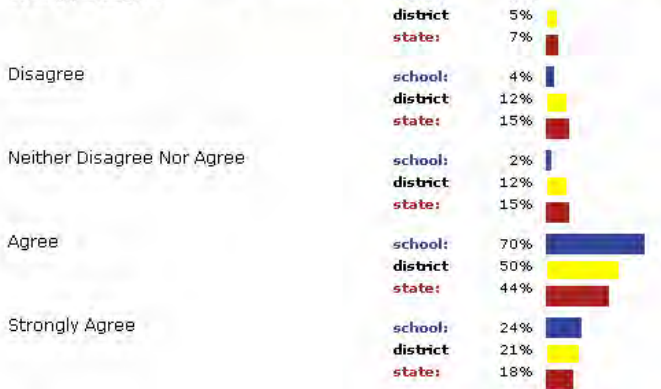 district 5%
state: 7%
Disagree school: 4%
district 12%
state: 15%
Neither Disagree Nor Agree school: 2%
district 12%
state: 15%
Agree school: 70%
district 50%
state: 44%
Strongly Agree school: 24%
district 21%
state: 18%